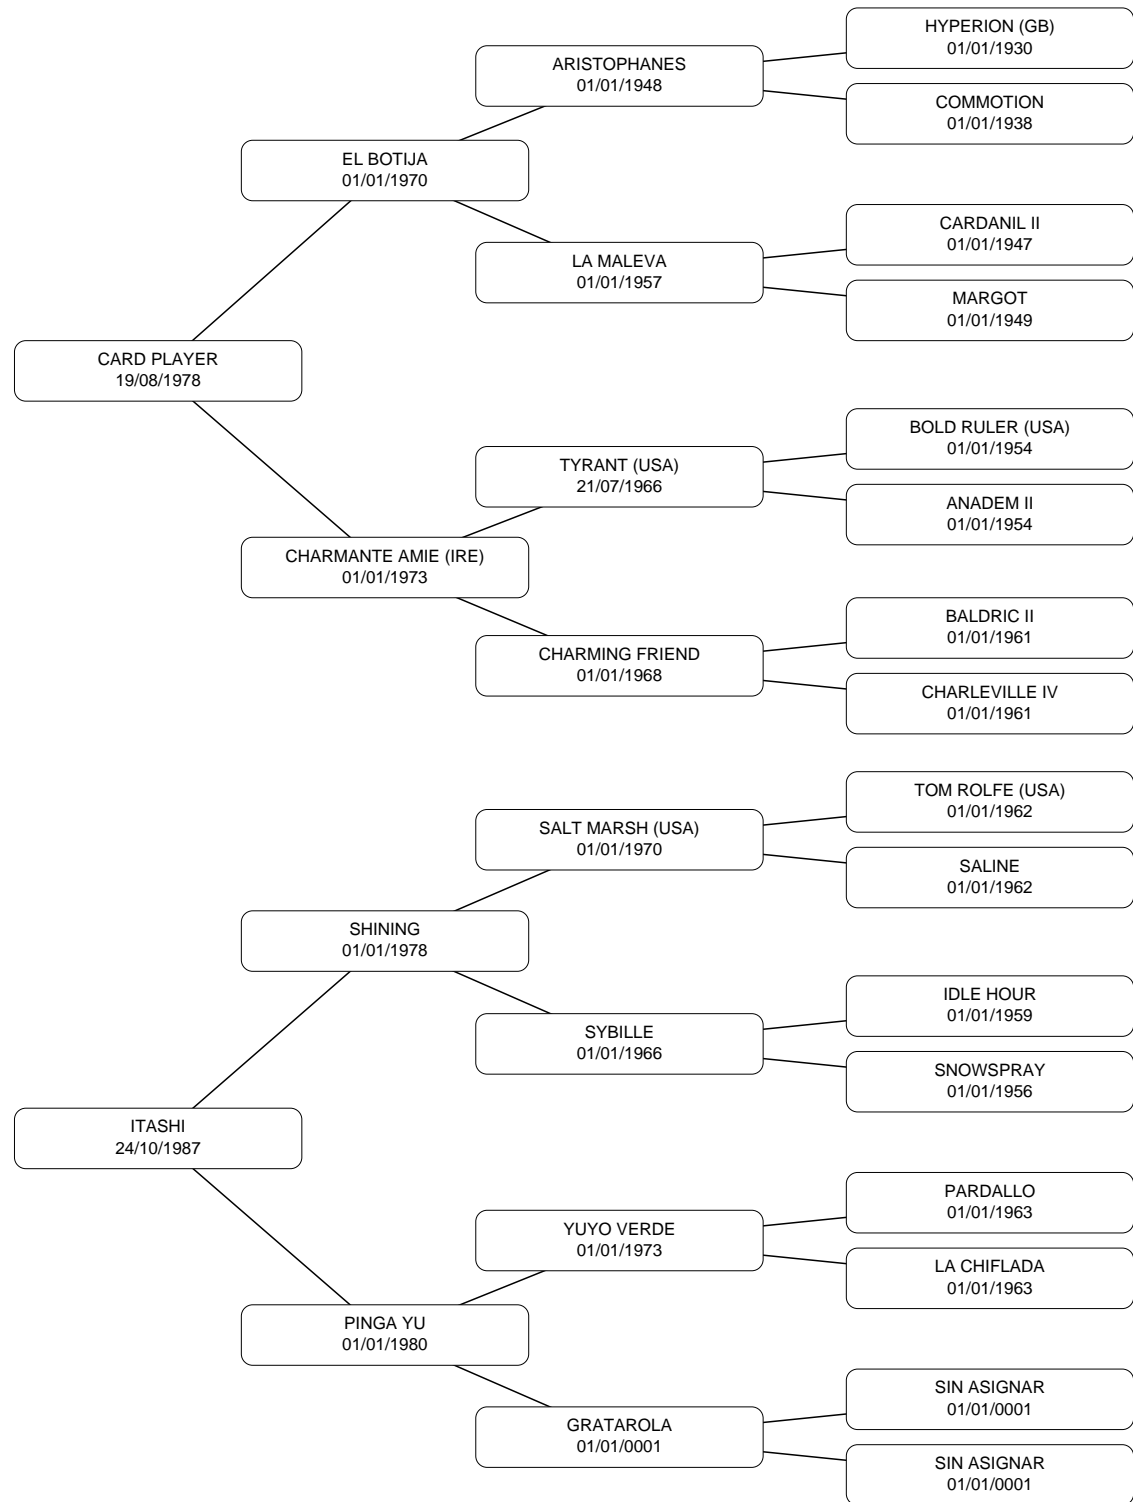 HYPERION (GB)
01/01/1930
ARISTOPHANES
01/01/1948
COMMOTION
01/01/1938
EL BOTIJA
01/01/1970
CARDANIL II
01/01/1947
LA MALEVA
01/01/1957
MARGOT
01/01/1949
CARD PLAYER
19/08/1978
BOLD RULER (USA)
01/01/1954
TYRANT (USA)
21/07/1966
ANADEM II
01/01/1954
CHARMANTE AMIE (IRE)
01/01/1973
BALDRIC II
01/01/1961
CHARMING FRIEND
01/01/1968
CHARLEVILLE IV
01/01/1961
TOM ROLFE (USA)
01/01/1962
SALT MARSH (USA)
01/01/1970
SALINE
01/01/1962
SHINING
01/01/1978
IDLE HOUR
01/01/1959
SYBILLE
01/01/1966
SNOWSPRAY
01/01/1956
ITASHI
24/10/1987
PARDALLO
01/01/1963
YUYO VERDE
01/01/1973
LA CHIFLADA
01/01/1963
PINGA YU
01/01/1980
SIN ASIGNAR
01/01/0001
GRATAROLA
01/01/0001
SIN ASIGNAR
01/01/0001